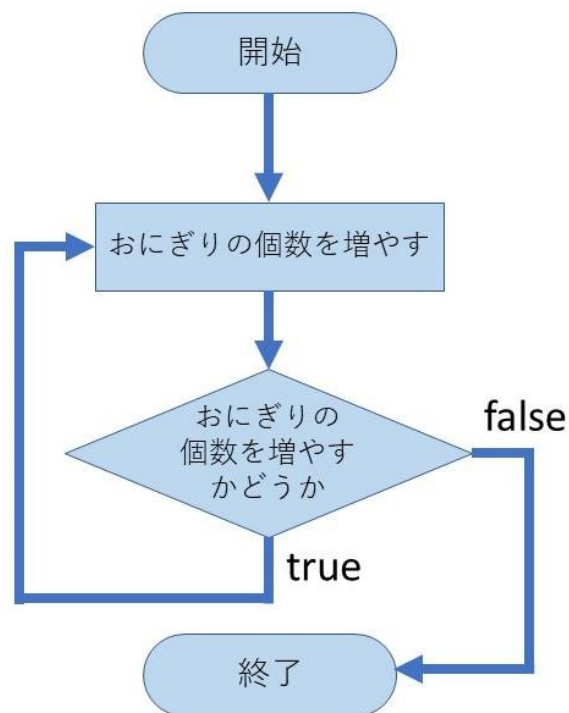 開始
おにぎりの個数を増やす
おにぎりの
個数を増やす
かどうか
false
true
終了